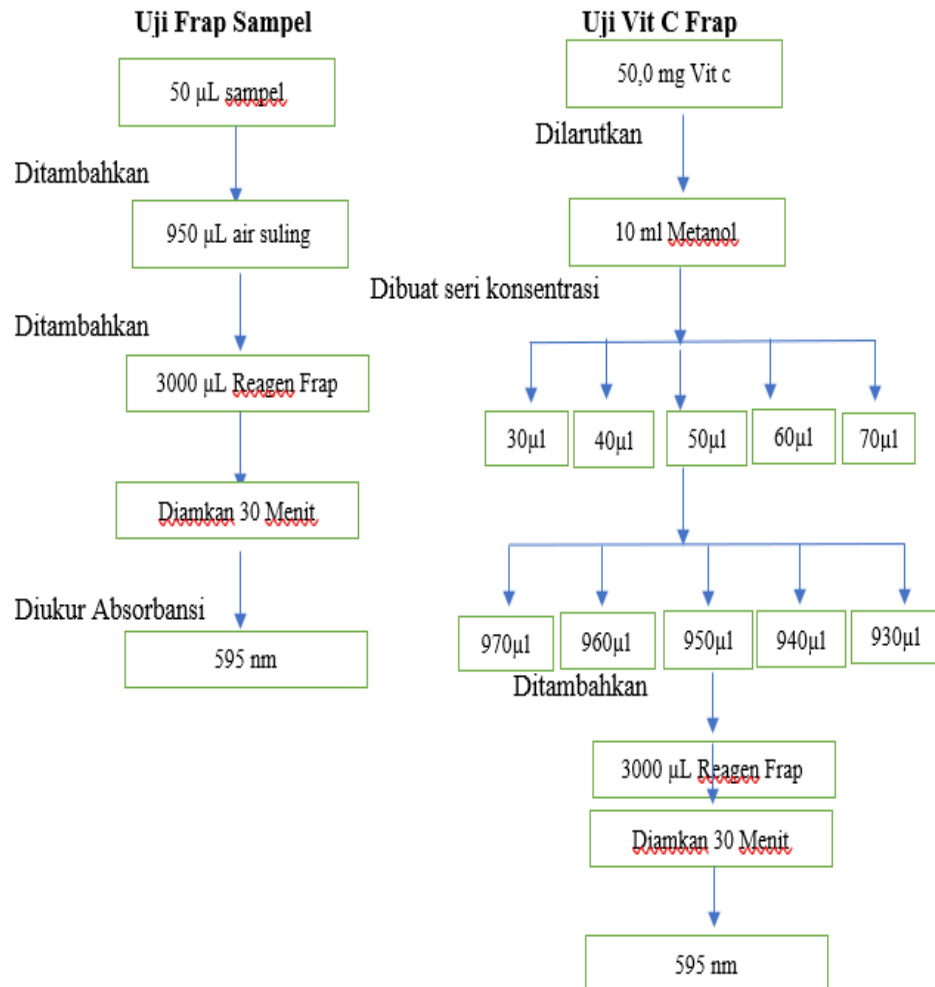 Uji Frap Sampel
50 µL sampel
Ditambahkan
950 µL air suling
Ditambahkan
3000 µL Reagen Frap
Diamkan 30 Menit
Diukur Absorbansi
595 nm
Uji Vit C Frap
50,0 mg Vit c
Dilarutkan
10 ml Metanol
Dibuat seri konsentrasi
30µl
40µl
50µl
60µl
70µl
970µl
960µl
950µl
940µl
930µl
Ditambahkan
3000 µL Reagen Frap
Diamkan 30 Menit
595 nm